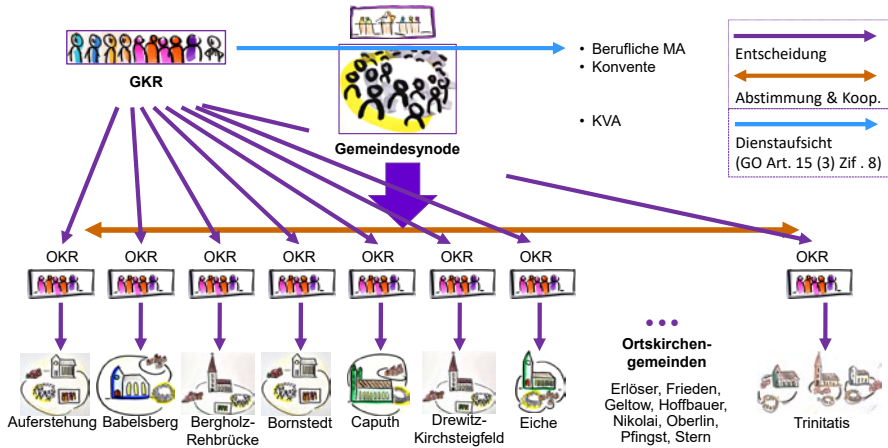 GKR
Gemeindesynode
• Berufliche MA
• Konvente
• KVA
Entscheidung
Abstimmung & Koop.
Dienstaufsicht
(GO Art. 15 (3) Zif . 8)
OKR
OKR
OKR
OKR
OKR
OKR
OKR
OKR
Auferstehung
Babelsberg
Bergholz-
Rehbrücke
Bornstedt
Caputh
Drewitz-
Kirchsteigfeld
Eiche
...
Ortskirchen-
gemeinden
Erlöser, Frieden,
Geltow, Hoffbauer,
Nikolai, Oberlin,
Pfingst, Stern
Trinitatis